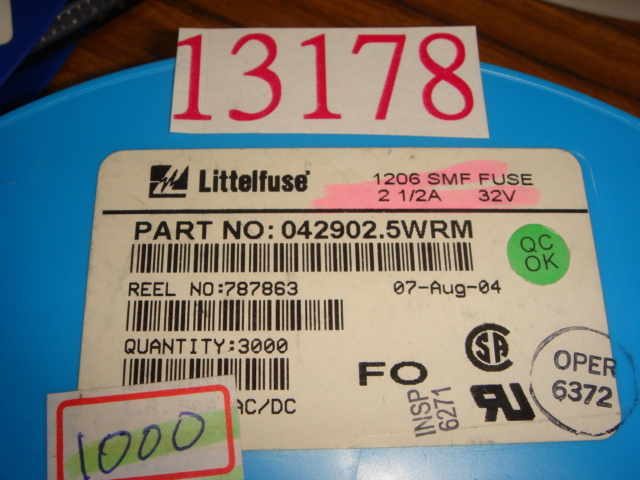 13178
Littelfuse®
1206 SMF FUSE
2 1/2A 32V
PART NO: 042902.5WRM
QC
OK
REEL NO:787863 07-Aug-04
QUANTITY:3000
FO
INSP
6271
OPER
6372
AC/DC
1000